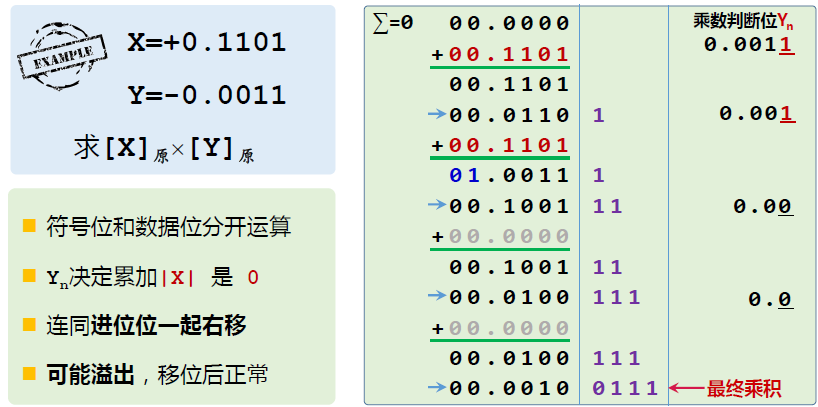 EXAMPLE
X=+0.1101
Y=-0.0011
求[X]原×[Y]原
符号位和数据位分开运算
Yn决定累加|X| 是 0
连同进位位一起右移
可能溢出，移位后正常
∑=0 00.0000 乘数判断位Yn
+00.1101 0.0011
00.1101
→00.0110 1 0.001
+00.1101
01.0011 1
→00.1001 11 0.00
+00.0000
00.1001 11
→00.0100 111 0.0
+00.0000
00.0100 111
→00.0010 0111 ←最终乘积